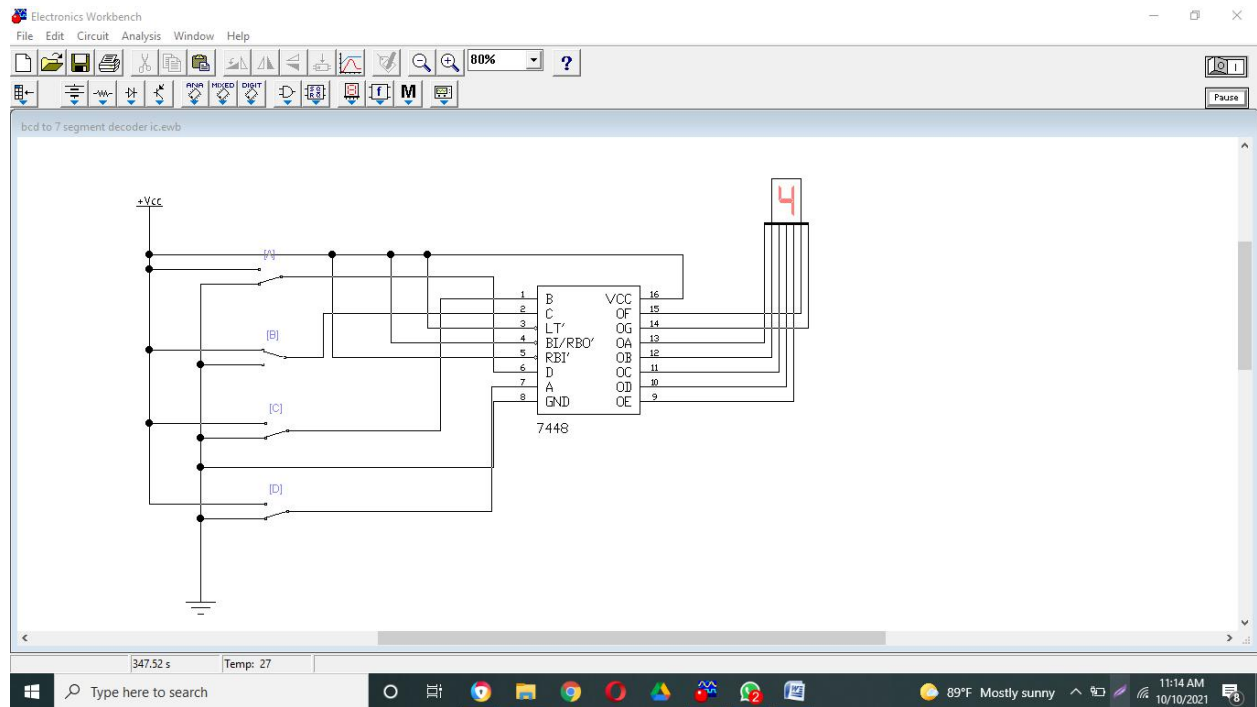 Electronics Workbench
File Edit Circuit Analysis Window Help
80%
?
ANA MIXED DIGIT
f M
Pause
bcd to 7 segment decoder ic.ewb
+Vcc
4
[A]
[B]
[C]
[D]
1 B VCC 16
2 C OF 15
3 LT' OG 14
4 BI/RBO' OA 13
5 RBI' OB 12
6 D OC 11
7 A OD 10
8 GND OE 9
7448
347.52 s Temp: 27
Type here to search
2
89°F Mostly sunny
11:14 AM
10/10/2021
8